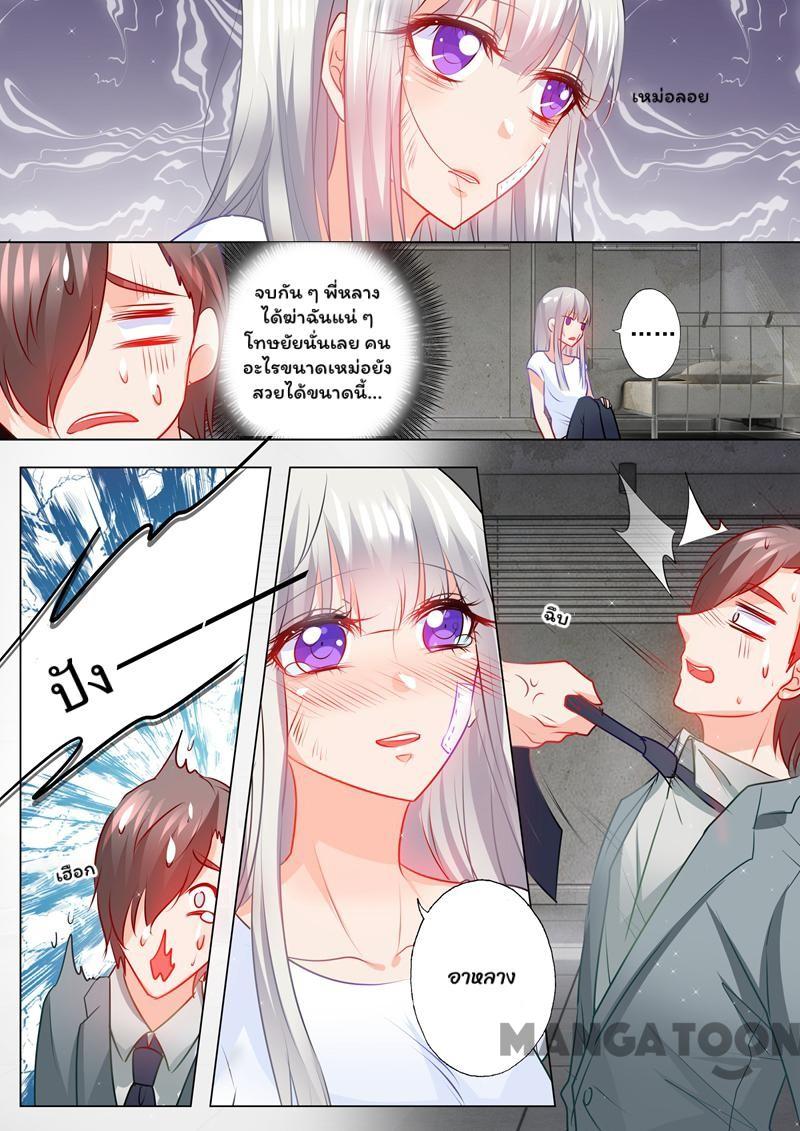 เหม่อลอย
จบกัน ๆ พี่หลาง
ได้ฆ่าฉันแน่ ๆ
โทษยัยนั่นเลย คน
อะไรขนาดเหม่อยัง
สวยได้ขนาดนี้...
......
ปัง
ฉึบ
เฮือก
อาหลาง
MANGATOON